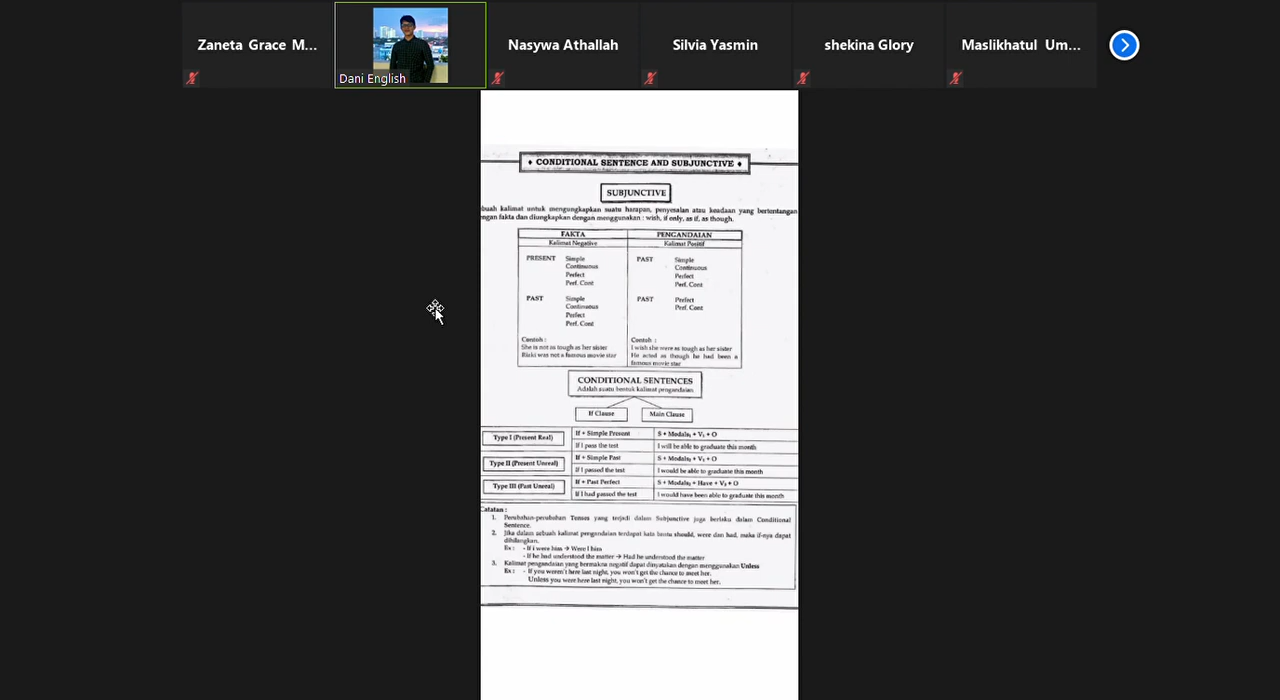 Zaneta Grace M...
Dani English
Nasywa Athallah
Silvia Yasmin
shekina Glory
Maslikhatul Um...
♦ CONDITIONAL SENTENCE AND SUBJUNCTIVE ♦
SUBJUNCTIVE
buah kalimat untuk mengungkapkan suatu harapan, penyesalan atau keadaan yang bertentangan
ngan fakta dan diungkapkan dengan menggunakan : wish, if only, as if, as though.
FAKTA PENGANDAIAN
Kalimat Negative Kalimat Positif
PRESENT Simple PAST Simple
Continuous Continuous
Perfect Perfect
Perf. Cont Perf. Cont
PAST Simple PAST Perfect
Continuous Perf. Cont
Perfect
Perf. Cont
Contoh : Contoh :
She is not as tough as her sister I wish she were as tough as her sister
Ricki was not a famous movie star He acted as though he had been a
famous movie star
CONDITIONAL SENTENCES
Adalah suatu bentuk kalimat pengandaian
If Clause Main Clause
Type I (Present Real) If + Simple Present S + Modals₁ + V₁ + O
If I pass the test I will be able to graduate this month
Type II (Present Unreal) If + Simple Past S + Modals₂ + V₁ + O
If I passed the test I would be able to graduate this month
Type III (Past Unreal) If + Past Perfect S + Modals₂ + Have + V₃ + O
If I had passed the test I would have been able to graduate this month
Catatan :
1. Perubahan-perubahan Tenses yang terjadi dalam Subjunctive juga berlaku dalam Conditional
Sentence.
2. Jika dalam sebuah kalimat pengandaian terdapat kata bantu should, were dan had, maka if-nya dapat
dihilangkan.
Ex : - If i were him → Were I him
- If he had understood the matter → Had he understood the matter
3. Kalimat pengandaian yang bermakna negatif dapat dinyatakan dengan menggunakan Unless
Ex : - If you weren't here last night, you won't get the chance to meet her.
Unless you were here last night, you won't get the chance to meet her.